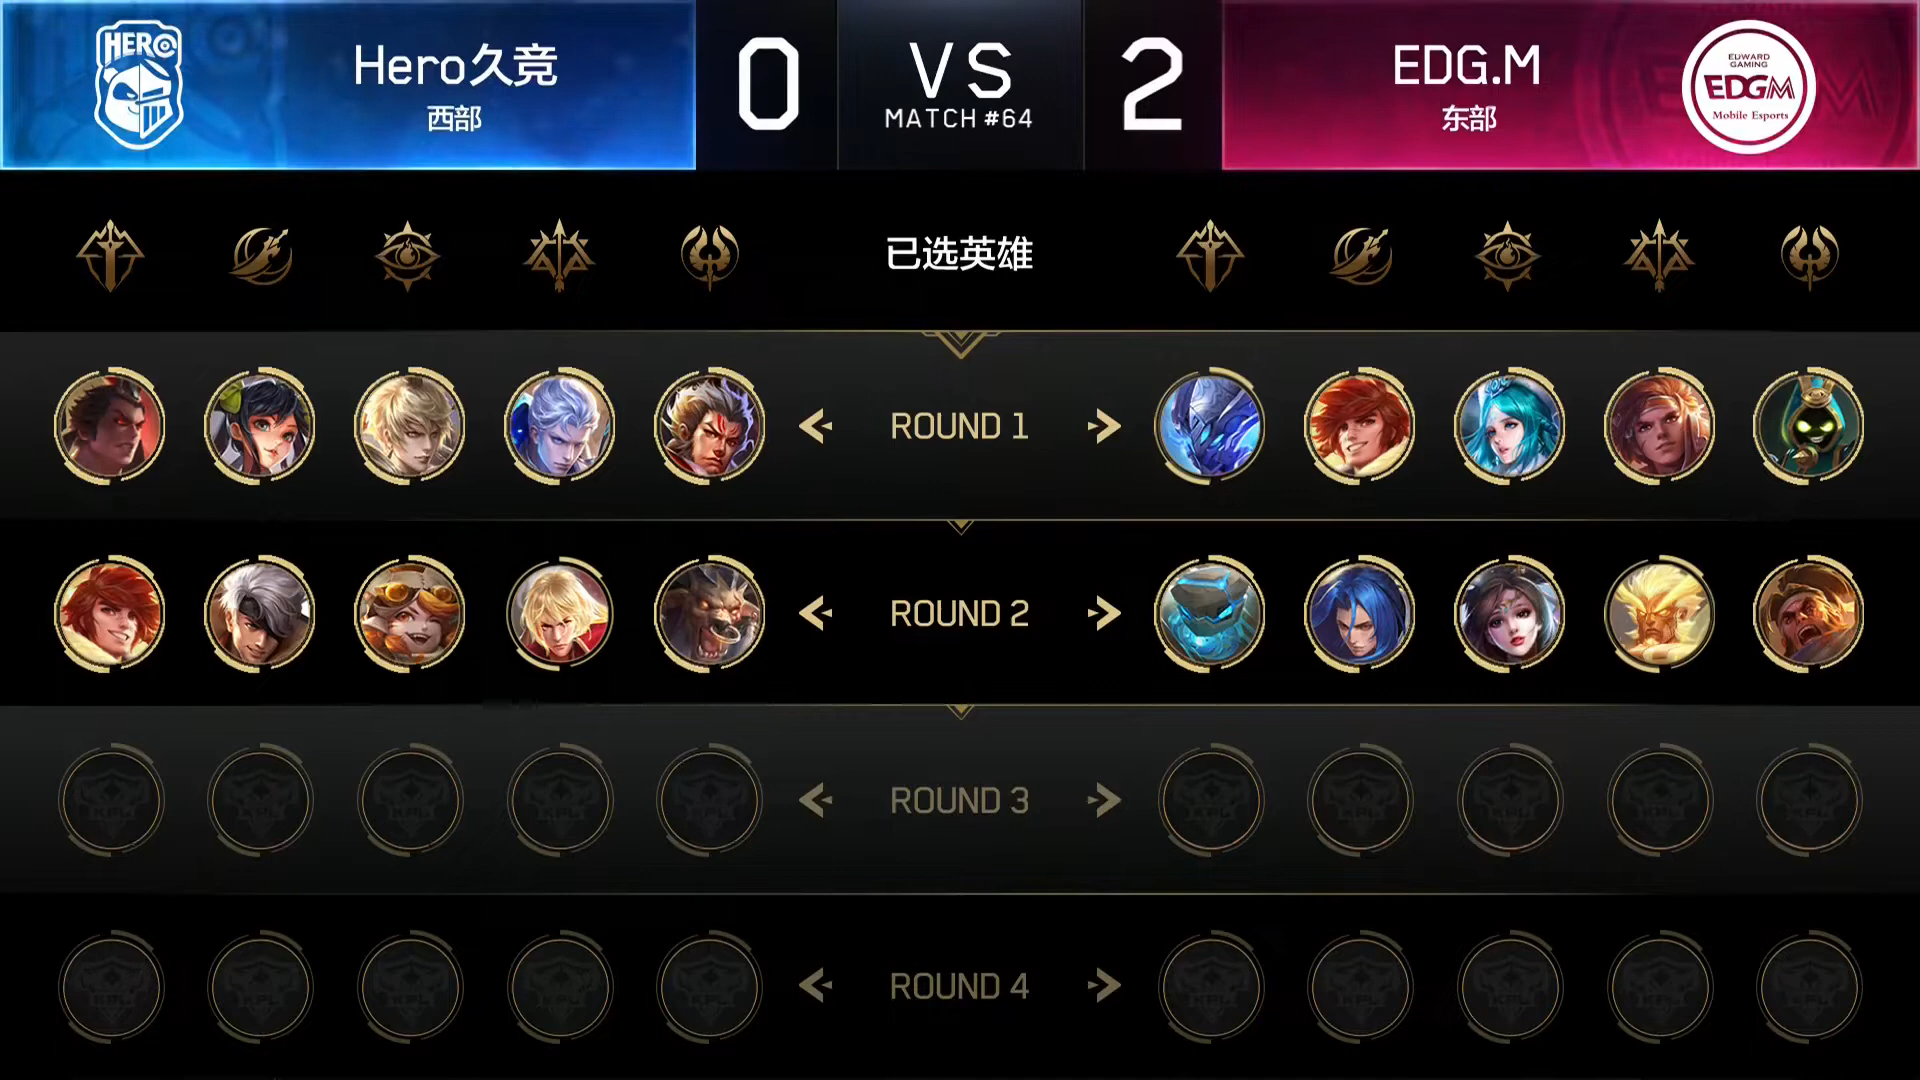 HERO
Hero久竞
西部
0
VS
MATCH #64
2
EDG.M
东部
EDWARD
GAMING
EDGM
Mobile Esports
已选英雄
ROUND 1
ROUND 2
ROUND 3
ROUND 4